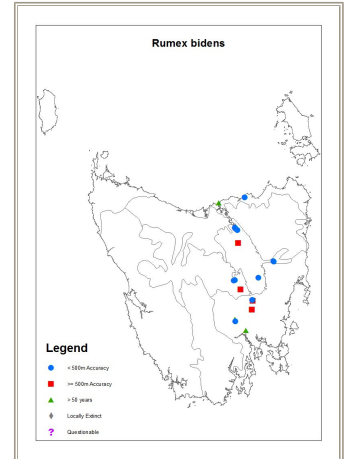 Rumex bidens
Legend
< 500m Accuracy
>= 500m Accuracy
> 50 years
Locally Extinct
? Questionable